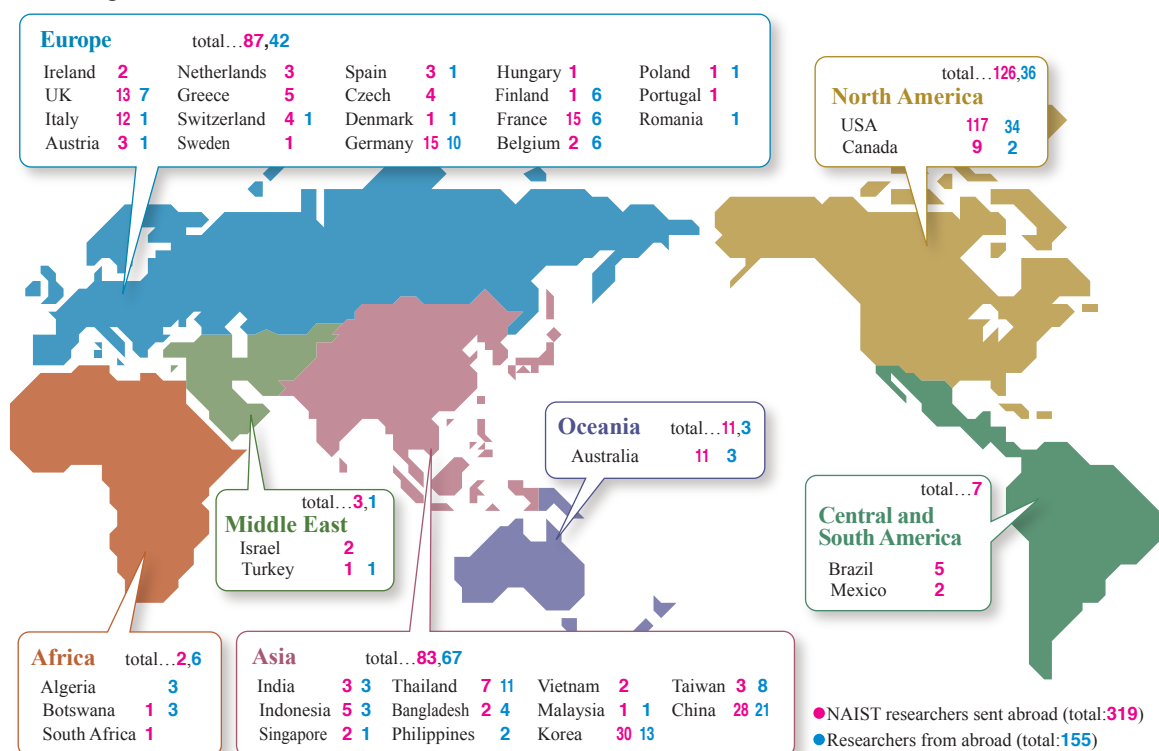 Europe total...87,42
Ireland 2 Netherlands 3 Spain 3 1 Hungary 1 Poland 1 1
UK 13 7 Greece 5 Czech 4 Finland 1 6 Portugal 1
Italy 12 1 Switzerland 4 1 Denmark 1 1 France 15 6 Romania 1
Austria 3 1 Sweden 1 Germany 15 10 Belgium 2 6
total...126,36
North America
USA 117 34
Canada 9 2
Oceania total...11,3
Australia 11 3
total...3,1
Middle East
Israel 2
Turkey 1 1
total...7
Central and
South America
Brazil 5
Mexico 2
Africa total...2,6
Algeria 3
Botswana 1 3
South Africa 1
Asia total...83,67
India 3 3 Thailand 7 11 Vietnam 2 Taiwan 3 8
Indonesia 5 3 Bangladesh 2 4 Malaysia 1 1 China 28 21
Singapore 2 1 Philippines 2 Korea 30 13
●NAIST researchers sent abroad (total:319)
●Researchers from abroad (total:155)